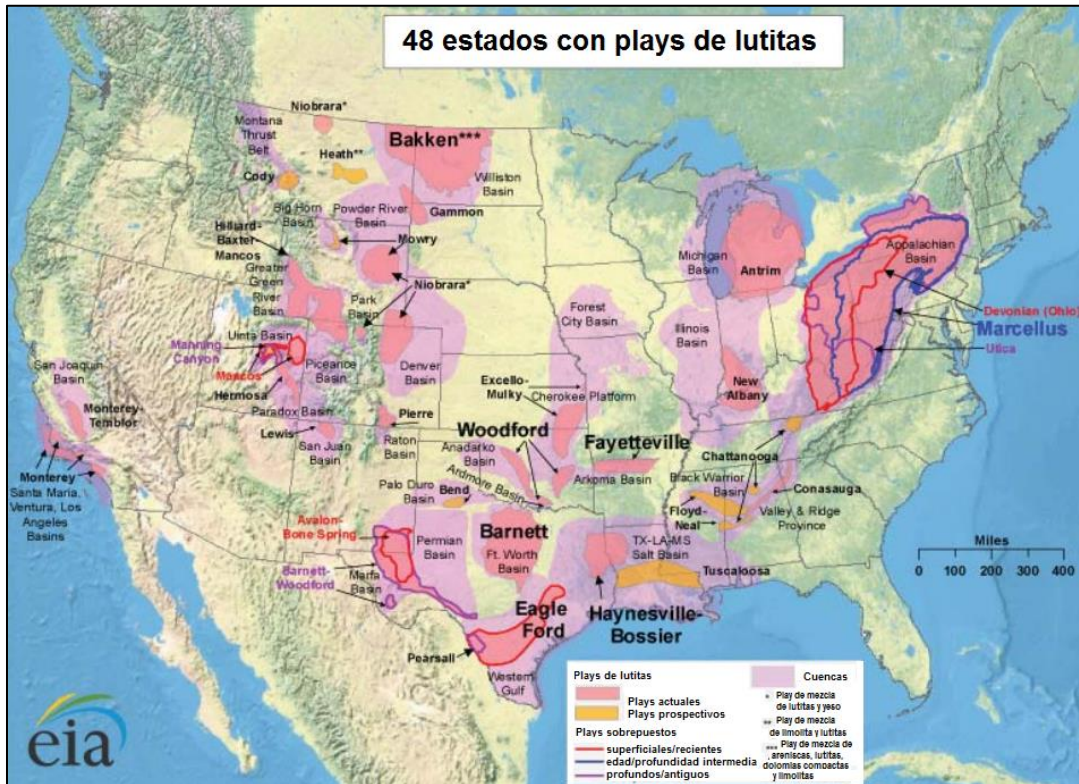 48 estados con plays de lutitas
Niobrara*
Montana
Thrust
Belt
Bakken***
Heath**
Cody
Williston
Basin
Big Horn
Basin
Powder River
Basin
Gammon
Hilliard-
Baxter-
Mancos
Mowry
Greater
Green
River
Basin
Niobrara*
Park
Basin
Michigan
Basin
Antrim
Appalachian
Basin
Devonian (Ohio)
Marcellus
Utica
Forest
City Basin
Illinois
Basin
Uinta Basin
Manning
Canyon
Mancos
Piceance
Basin
Denver
Basin
San Joaquin
Basin
Hermosa
Excello-
Mulky
Cherokee Platform
New
Albany
Monterey-
Temblor
Paradox Basin
Pierre
Lewis
San Juan
Basin
Raton
Basin
Woodford
Anadarko
Basin
Fayetteville
Chattanooga
Monterey
Santa Maria,
Ventura, Los
Angeles
Basins
Palo Duro
Basin
Bend
Ardmore Basin
Arkoma Basin
Black Warrior
Basin
Conasauga
Floyd-
Neal
Valley & Ridge
Province
Avalon-
Bone Spring
Permian
Basin
Barnett
Ft. Worth
Basin
TX-LA-MS
Salt Basin
Tuscaloosa
Barnett-
Woodford
Marfa
Basin
Eagle
Ford
Haynesville-
Bossier
Pearsall
Western
Gulf
Miles
0 100 200 300 400
Plays de lutitas
Plays actuales
Plays prospectivos
Plays sobrepuestos
superficiales/recientes
edad/profundidad intermedia
profundos/antiguos
Cuencas
* Play de mezcla
de lutitas y yeso
** Play de mezcla
de limolita y lutitas
*** Play de mezcla de
areniscas, lutitas,
dolomias compactas
y limolitas
eia